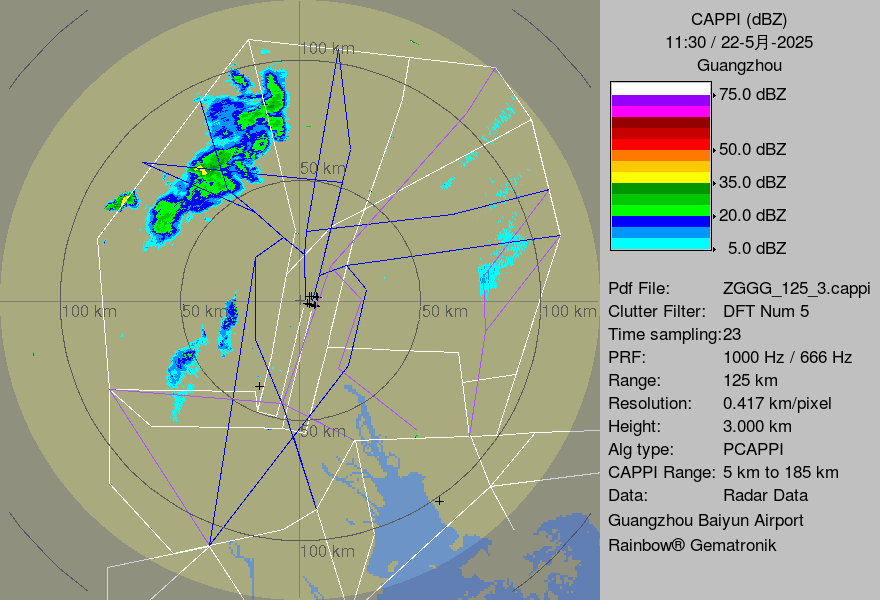 100 km
50 km
100 km
50 km
50 km
100 km
50 km
100 km
CAPPI (dBZ)
11:30 / 22-5月-2025
Guangzhou
75.0 dBZ
50.0 dBZ
35.0 dBZ
20.0 dBZ
5.0 dBZ
Pdf File: ZGGG_125_3.cappi
Clutter Filter: DFT Num 5
Time sampling:23
PRF: 1000 Hz / 666 Hz
Range: 125 km
Resolution: 0.417 km/pixel
Height: 3.000 km
Alg type: PCAPPI
CAPPI Range: 5 km to 185 km
Data: Radar Data
Guangzhou Baiyun Airport
Rainbow® Gematronik